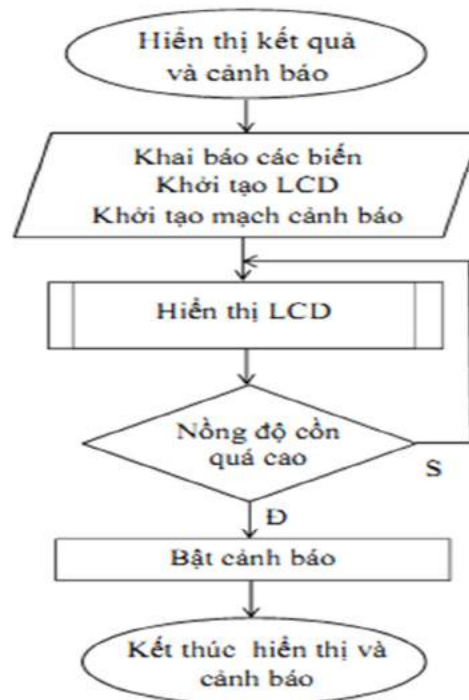 Hiển thị kết quả
và cảnh báo
Khai báo các biến
Khởi tạo LCD
Khởi tạo mạch cảnh báo
Hiển thị LCD
Nồng độ cồn
quá cao
S
Đ
Bật cảnh báo
Kết thúc hiển thị và
cảnh báo